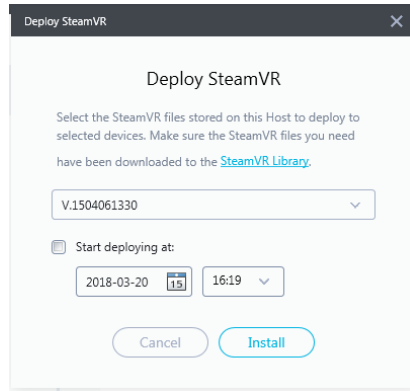 Deploy SteamVR
Deploy SteamVR
Select the SteamVR files stored on this Host to deploy to
selected devices. Make sure the SteamVR files you need
have been downloaded to the SteamVR Library.
V.1504061330
Start deploying at:
2018-03-20 15 16:19
Cancel Install